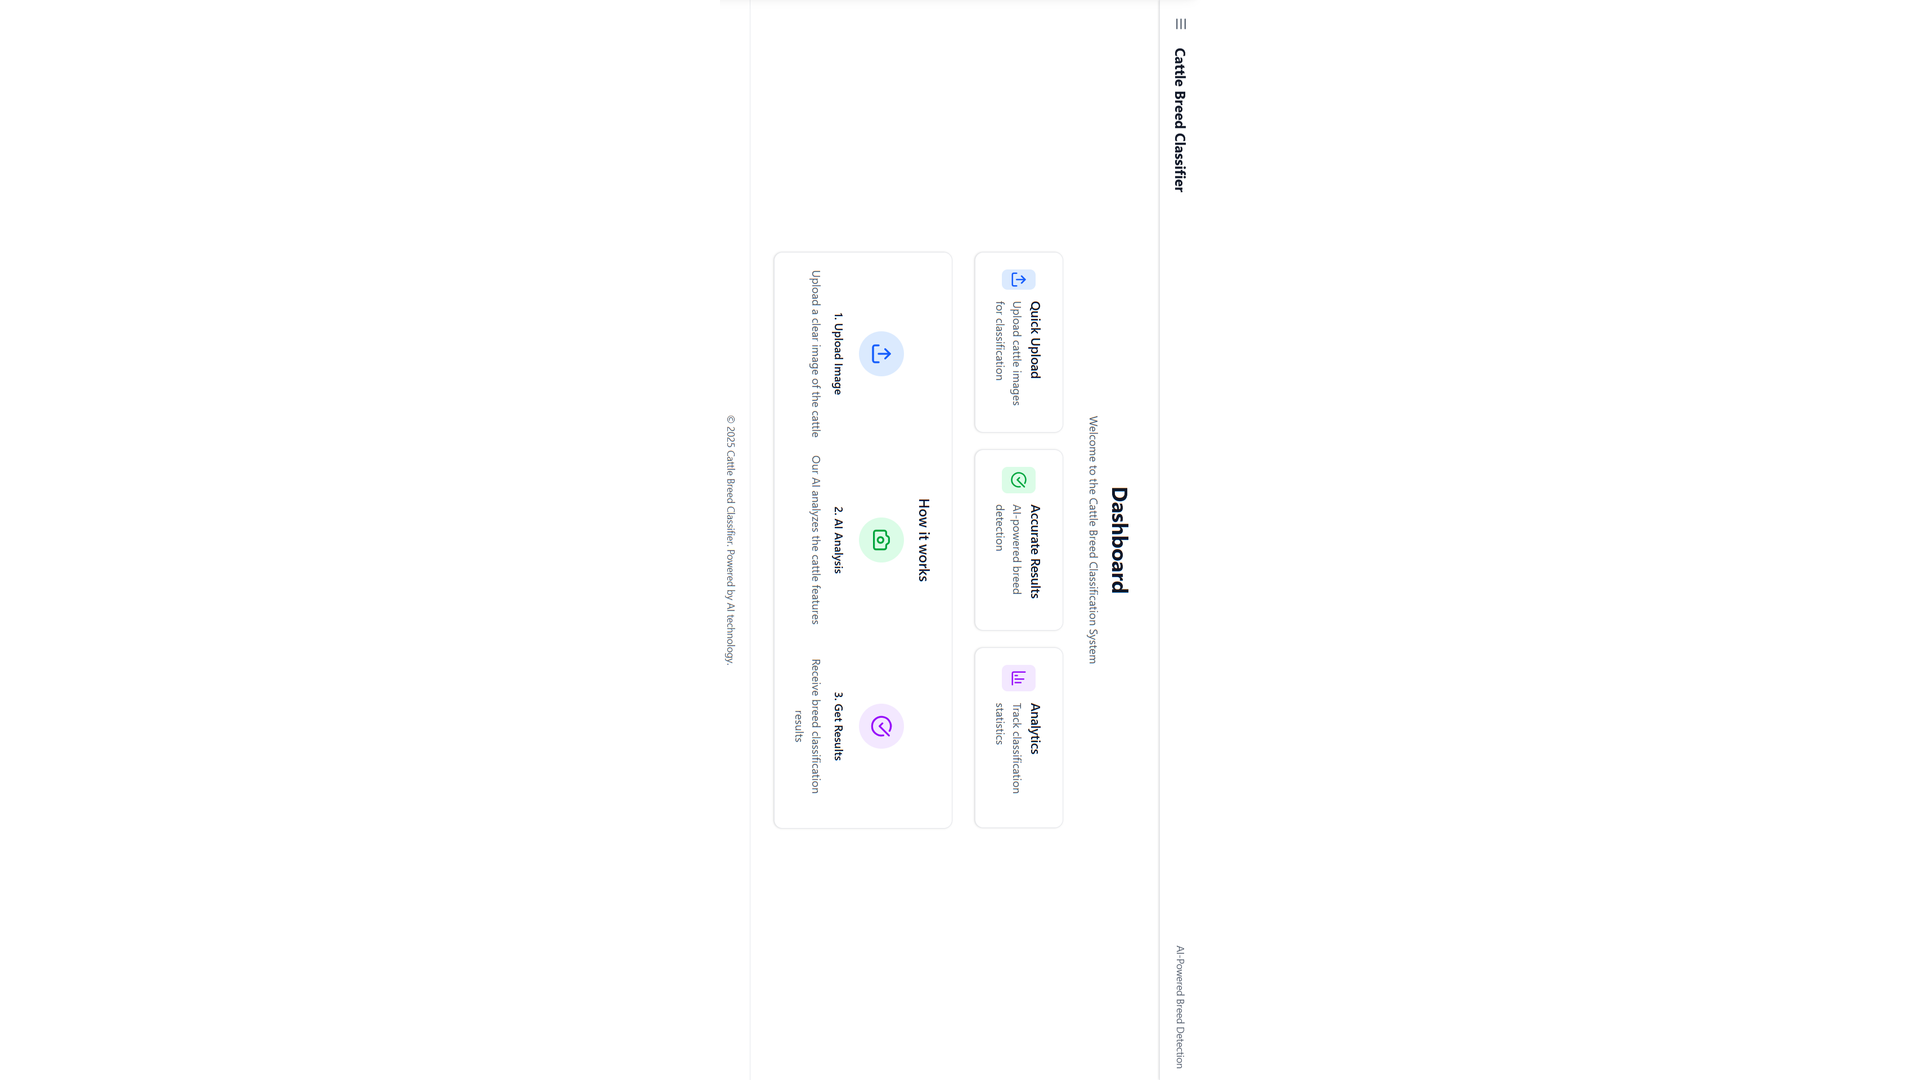 Cattle Breed Classifier
AI-Powered Breed Detection
Dashboard
Welcome to the Cattle Breed Classification System
Quick Upload
Upload cattle images
for classification
Accurate Results
AI-powered breed
detection
Analytics
Track classification
statistics
How it works
1. Upload Image
Upload a clear image of the cattle
2. AI Analysis
Our AI analyzes the cattle features
3. Get Results
Receive breed classification
results
© 2025 Cattle Breed Classifier. Powered by AI technology.